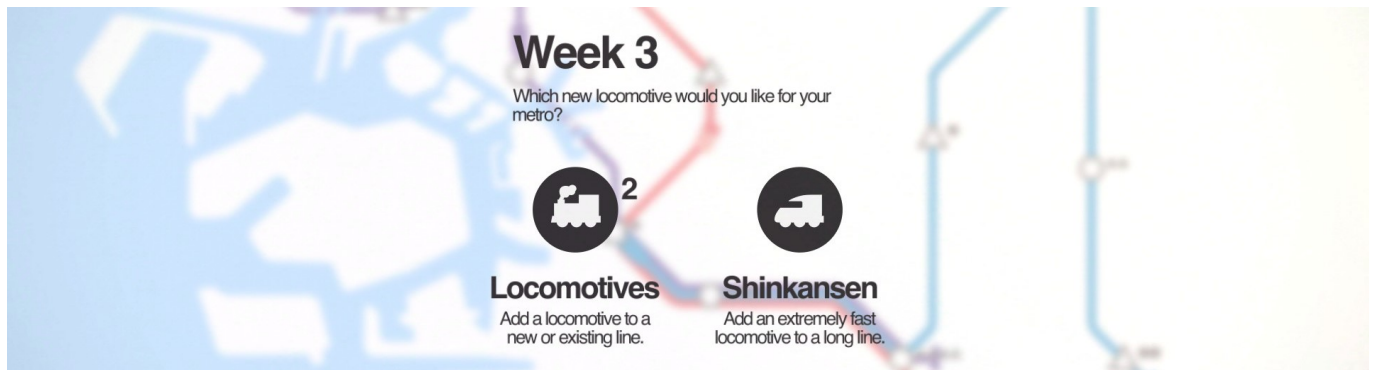 Week 3
Which new locomotive would you like for your
metro?
2
Locomotives
Add a locomotive to a
new or existing line.
Shinkansen
Add an extremely fast
locomotive to a long line.